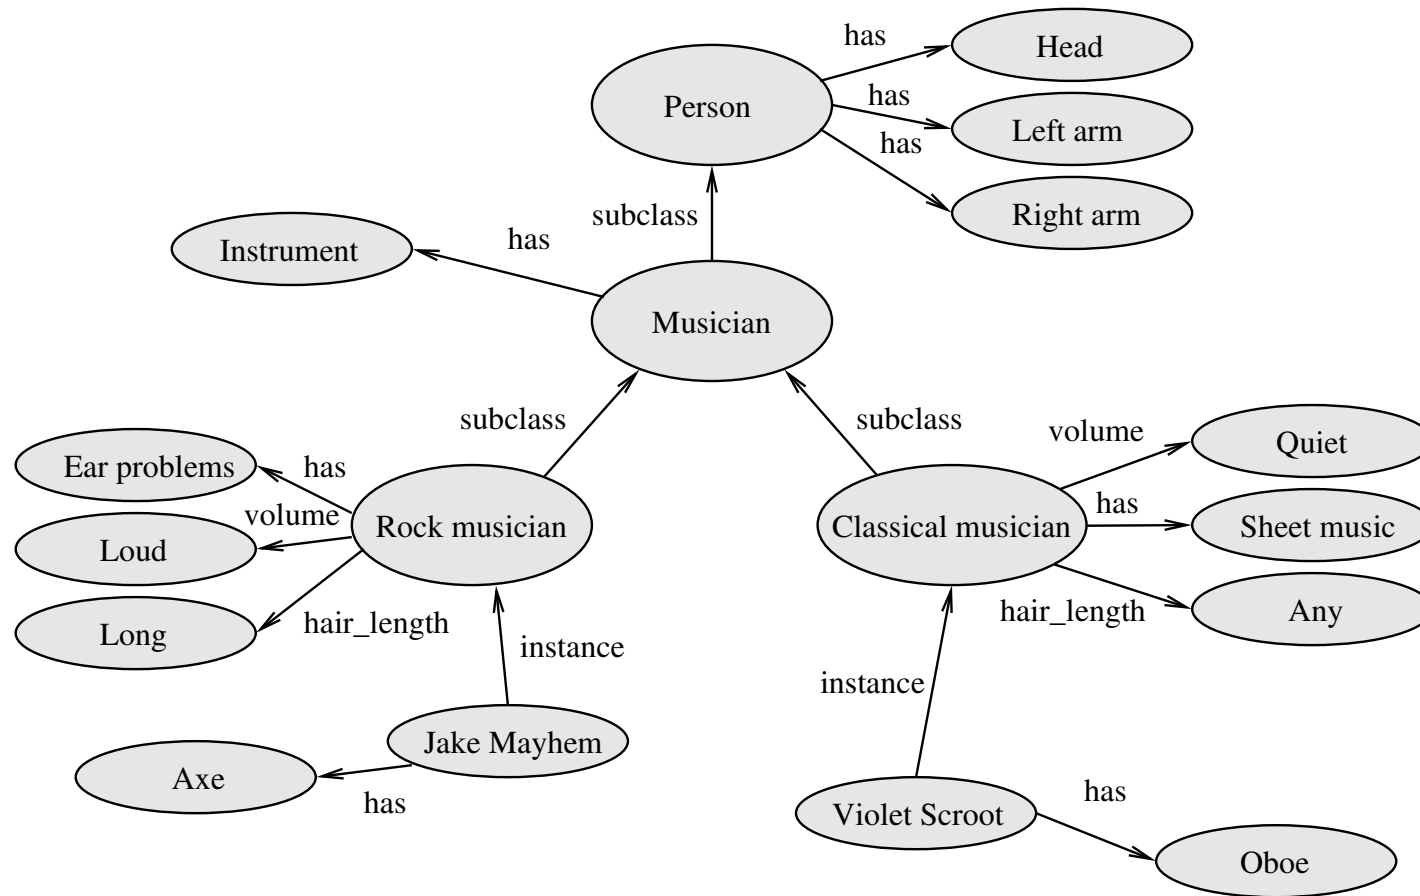 has
Head
Person
has
Left arm
has
Right arm
subclass
Instrument
has
Musician
subclass
subclass
volume
Quiet
Ear problems
has
has
volume
Rock musician
Classical musician
Sheet music
Loud
Long
hair_length
hair_length
Any
instance
instance
Jake Mayhem
Axe
has
has
Violet Scroot
Oboe